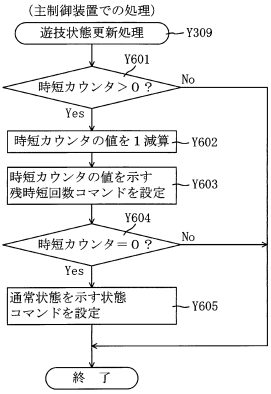 (主制御装置での処理)
遊技状態更新処理
Y309
Y601
時短カウンタ>0?
No
Yes
時短カウンタの値を1減算
Y602
時短カウンタの値を示す
残時短回数コマンドを設定
Y603
Y604
時短カウンタ=0?
No
Yes
通常状態を示す状態
コマンドを設定
Y605
終 了